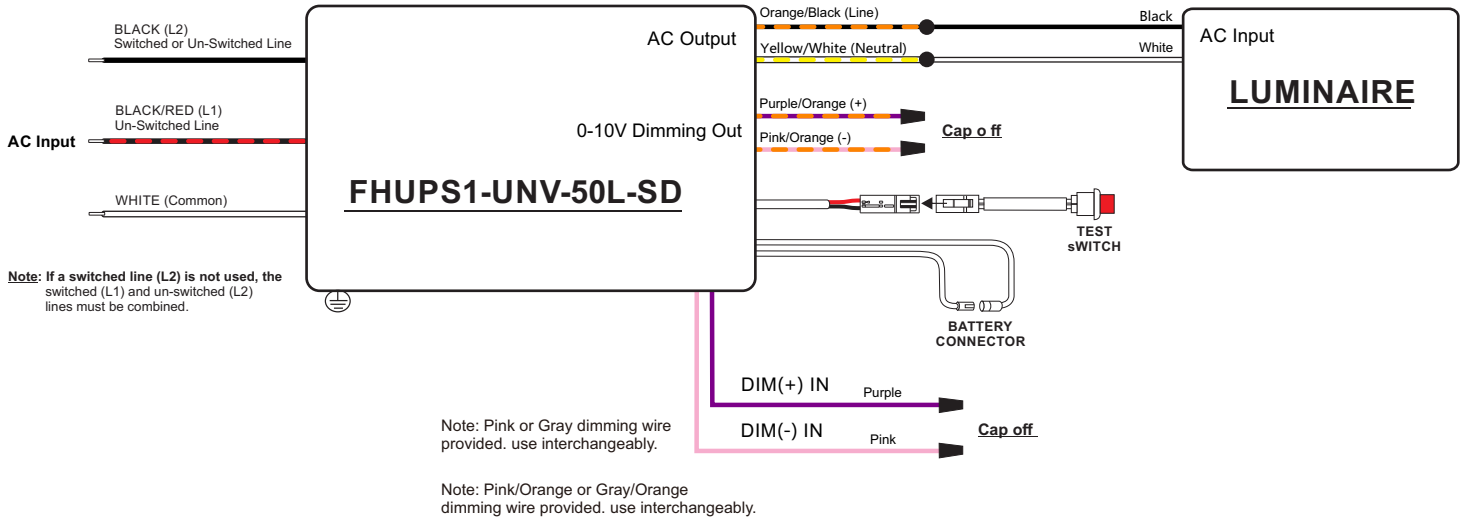 BLACK (L2)
Switched or Un-Switched Line
BLACK/RED (L1)
Un-Switched Line
AC Input
WHITE (Common)
Note: If a switched line (L2) is not used, the
switched (L1) and un-switched (L2)
lines must be combined.
AC Output
0-10V Dimming Out
FHUPS1-UNV-50L-SD
Orange/Black (Line)
Yellow/White (Neutral)
Black
White
AC Input
LUMINAIRE
Purple/Orange (+)
Pink/Orange (-)
Cap o ff
TEST
sWITCH
BATTERY
CONNECTOR
DIM(+) IN
Purple
DIM(-) IN
Pink
Cap off
Note: Pink or Gray dimming wire
provided. use interchangeably.
Note: Pink/Orange or Gray/Orange
dimming wire provided. use interchangeably.